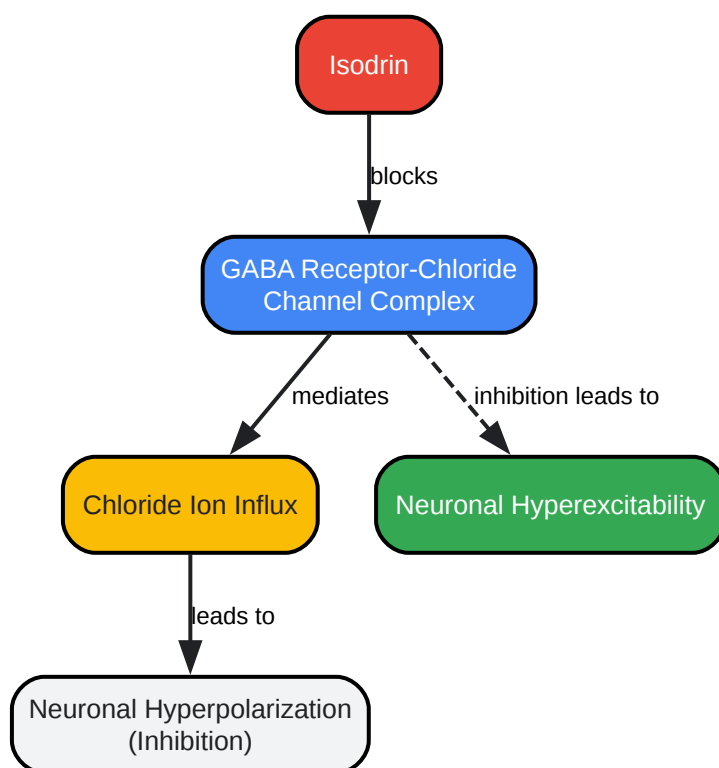 Isodrin
blocks
GABA Receptor-Chloride
Channel Complex
mediates
inhibition leads to
Chloride Ion Influx
Neuronal Hyperexcitability
leads to
Neuronal Hyperpolarization
(Inhibition)